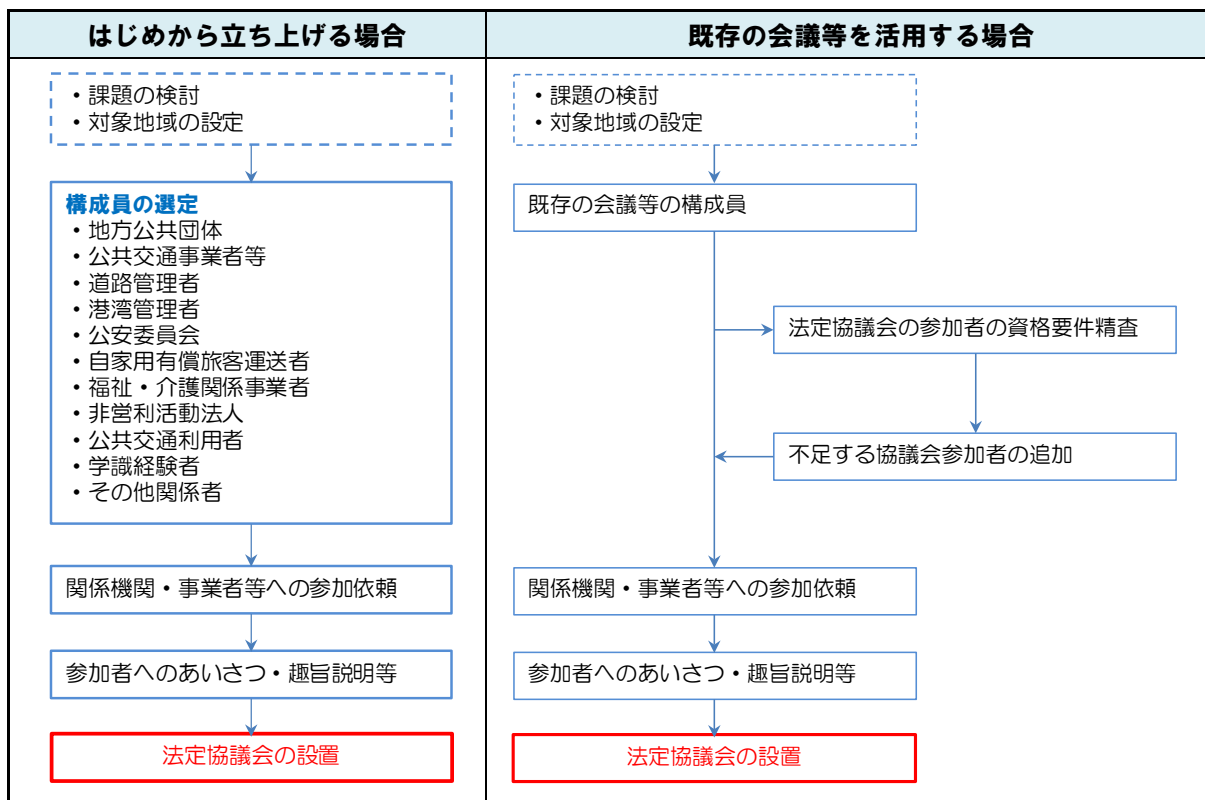 はじめから立ち上げる場合
・課題の検討
・対象地域の設定
構成員の選定
・地方公共団体
・公共交通事業者等
・道路管理者
・港湾管理者
・公安委員会
・自家用有償旅客運送者
・福祉・介護関係事業者
・非営利活動法人
・公共交通利用者
・学識経験者
・その他関係者
関係機関・事業者等への参加依頼
参加者へのあいさつ・趣旨説明等
法定協議会の設置
既存の会議等を活用する場合
・課題の検討
・対象地域の設定
既存の会議等の構成員
法定協議会の参加者の資格要件精査
不足する協議会参加者の追加
関係機関・事業者等への参加依頼
参加者へのあいさつ・趣旨説明等
法定協議会の設置